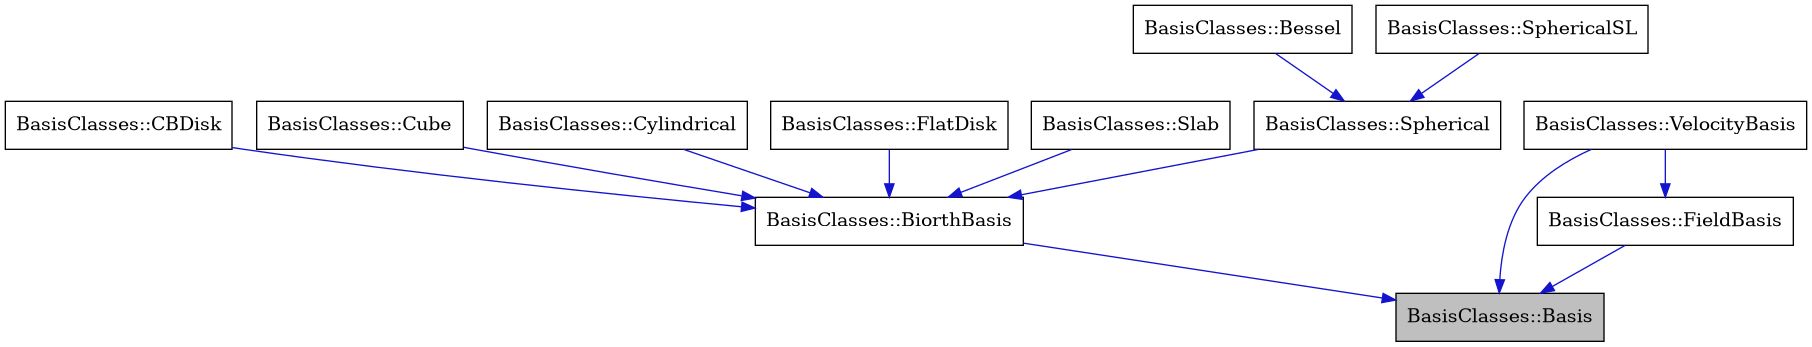 BasisClasses::Bessel
BasisClasses::SphericalSL
BasisClasses::CBDisk
BasisClasses::Cube
BasisClasses::Cylindrical
BasisClasses::FlatDisk
BasisClasses::Slab
BasisClasses::Spherical
BasisClasses::VelocityBasis
BasisClasses::BiorthBasis
BasisClasses::FieldBasis
BasisClasses::Basis